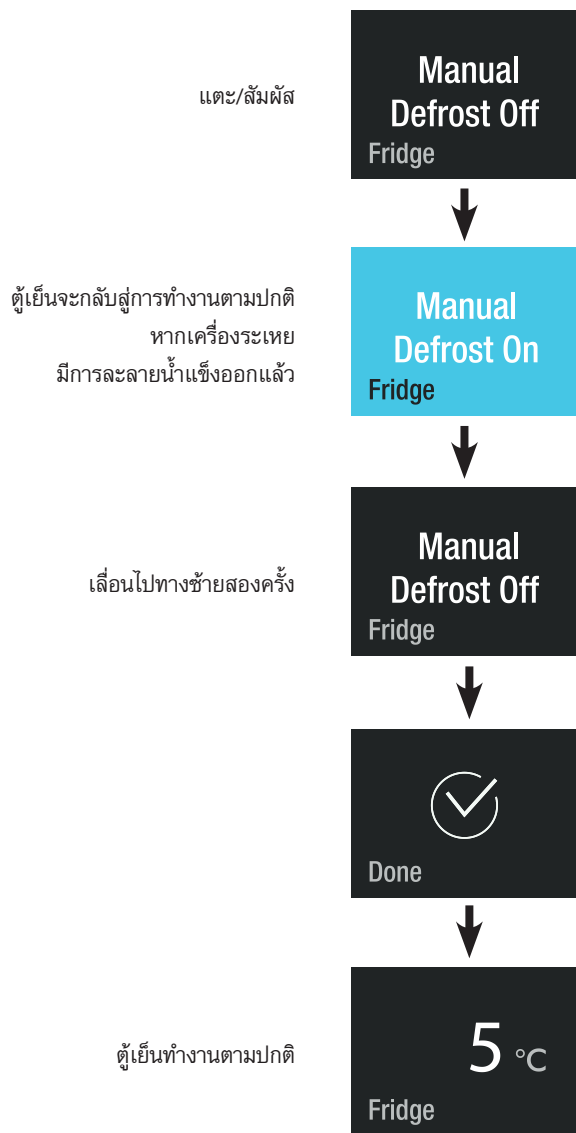 แตะ/สัมผัส
Manual
Defrost Off
Fridge
ตู้เย็นจะกลับสู่การทำงานตามปกติ
หากเครื่องระเหย
มีการละลายน้ำแข็งออกแล้ว
Manual
Defrost On
Fridge
เลื่อนไปทางซ้ายสองครั้ง
Manual
Defrost Off
Fridge
Done
ตู้เย็นทำงานตามปกติ
5 °C
Fridge